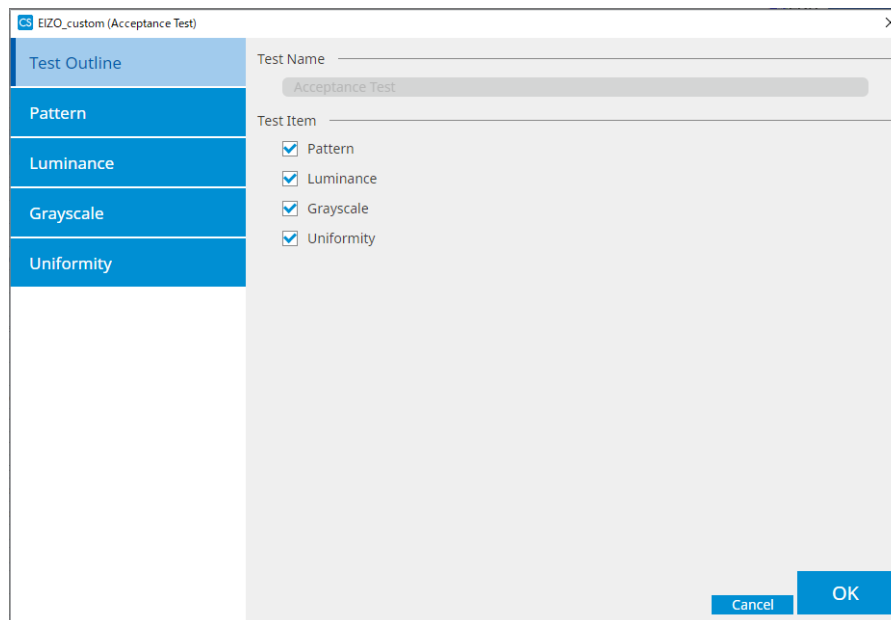 CS EIZO_custom (Acceptance Test)
Test Outline
Pattern
Luminance
Grayscale
Uniformity
Test Name
Acceptance Test
Test Item
Pattern
Luminance
Grayscale
Uniformity
Cancel
OK